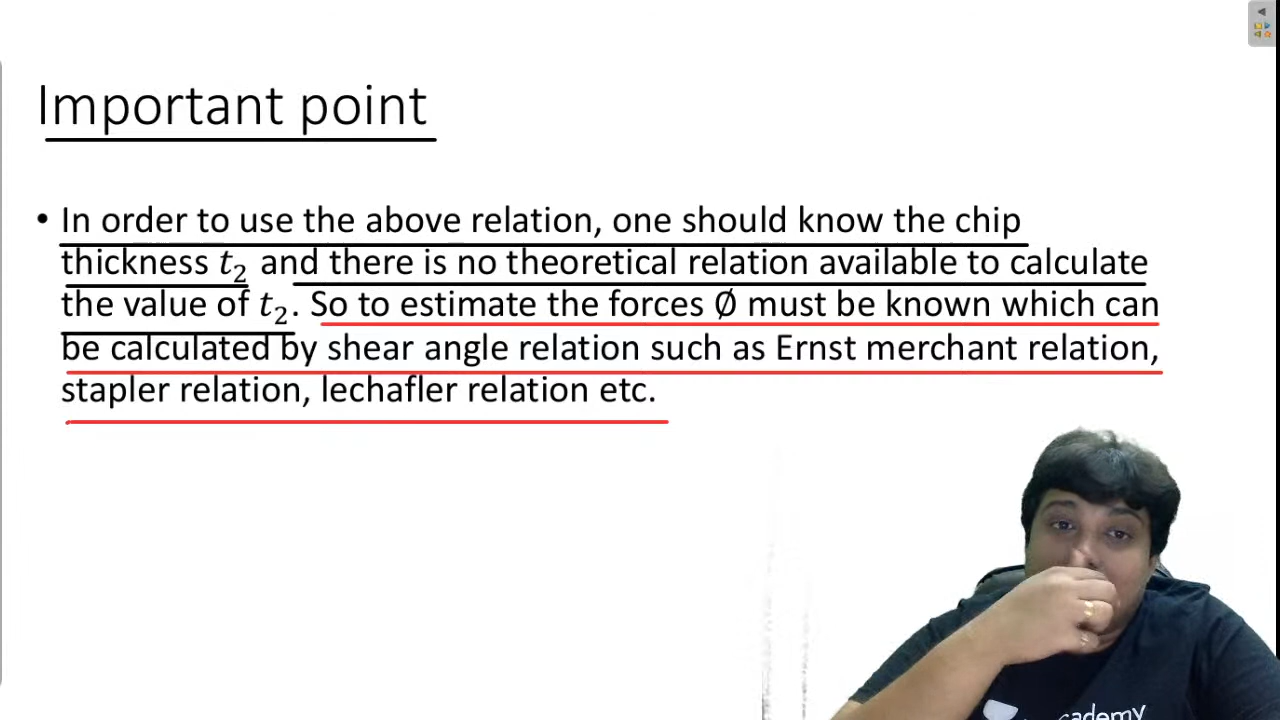 Important point
• In order to use the above relation, one should know the chip
thickness t₂ and there is no theoretical relation available to calculate
the value of t₂. So to estimate the forces Ø must be known which can
be calculated by shear angle relation such as Ernst merchant relation,
stapler relation, lechafler relation etc.